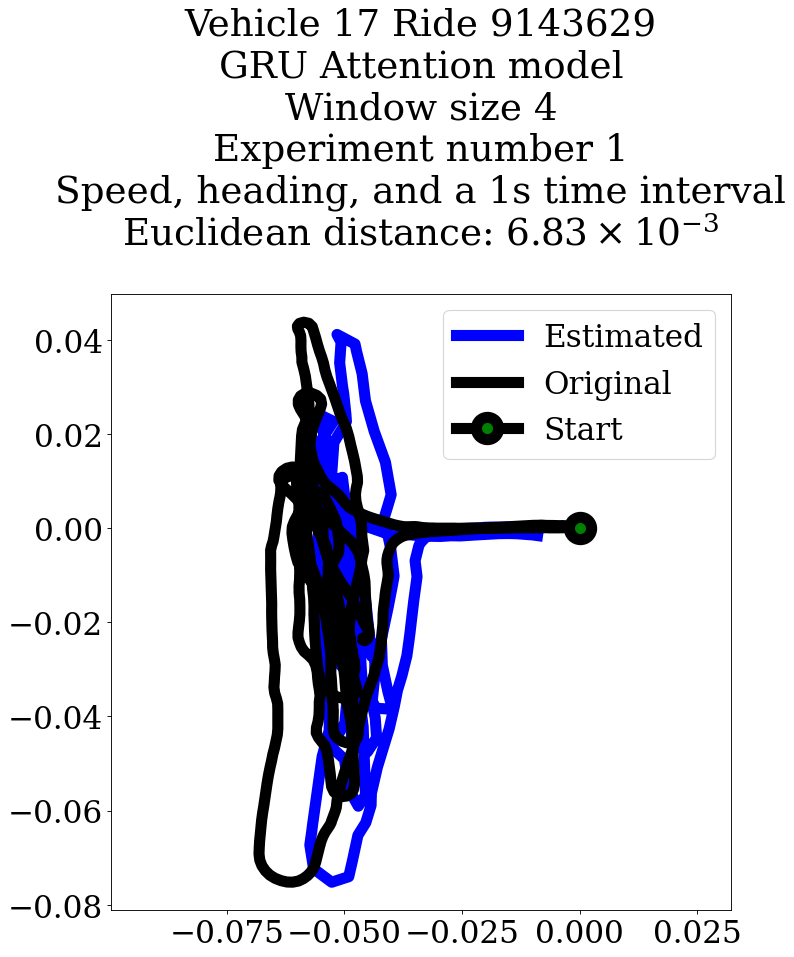 Vehicle 17 Ride 9143629
GRU Attention model
Window size 4
Experiment number 1
Speed, heading, and a 1s time interval
Euclidean distance: 6.83 × 10⁻³
Estimated
Original
Start
0.04
0.02
0.00
−0.02
−0.04
−0.06
−0.08
−0.075 −0.050 −0.025 0.000 0.025